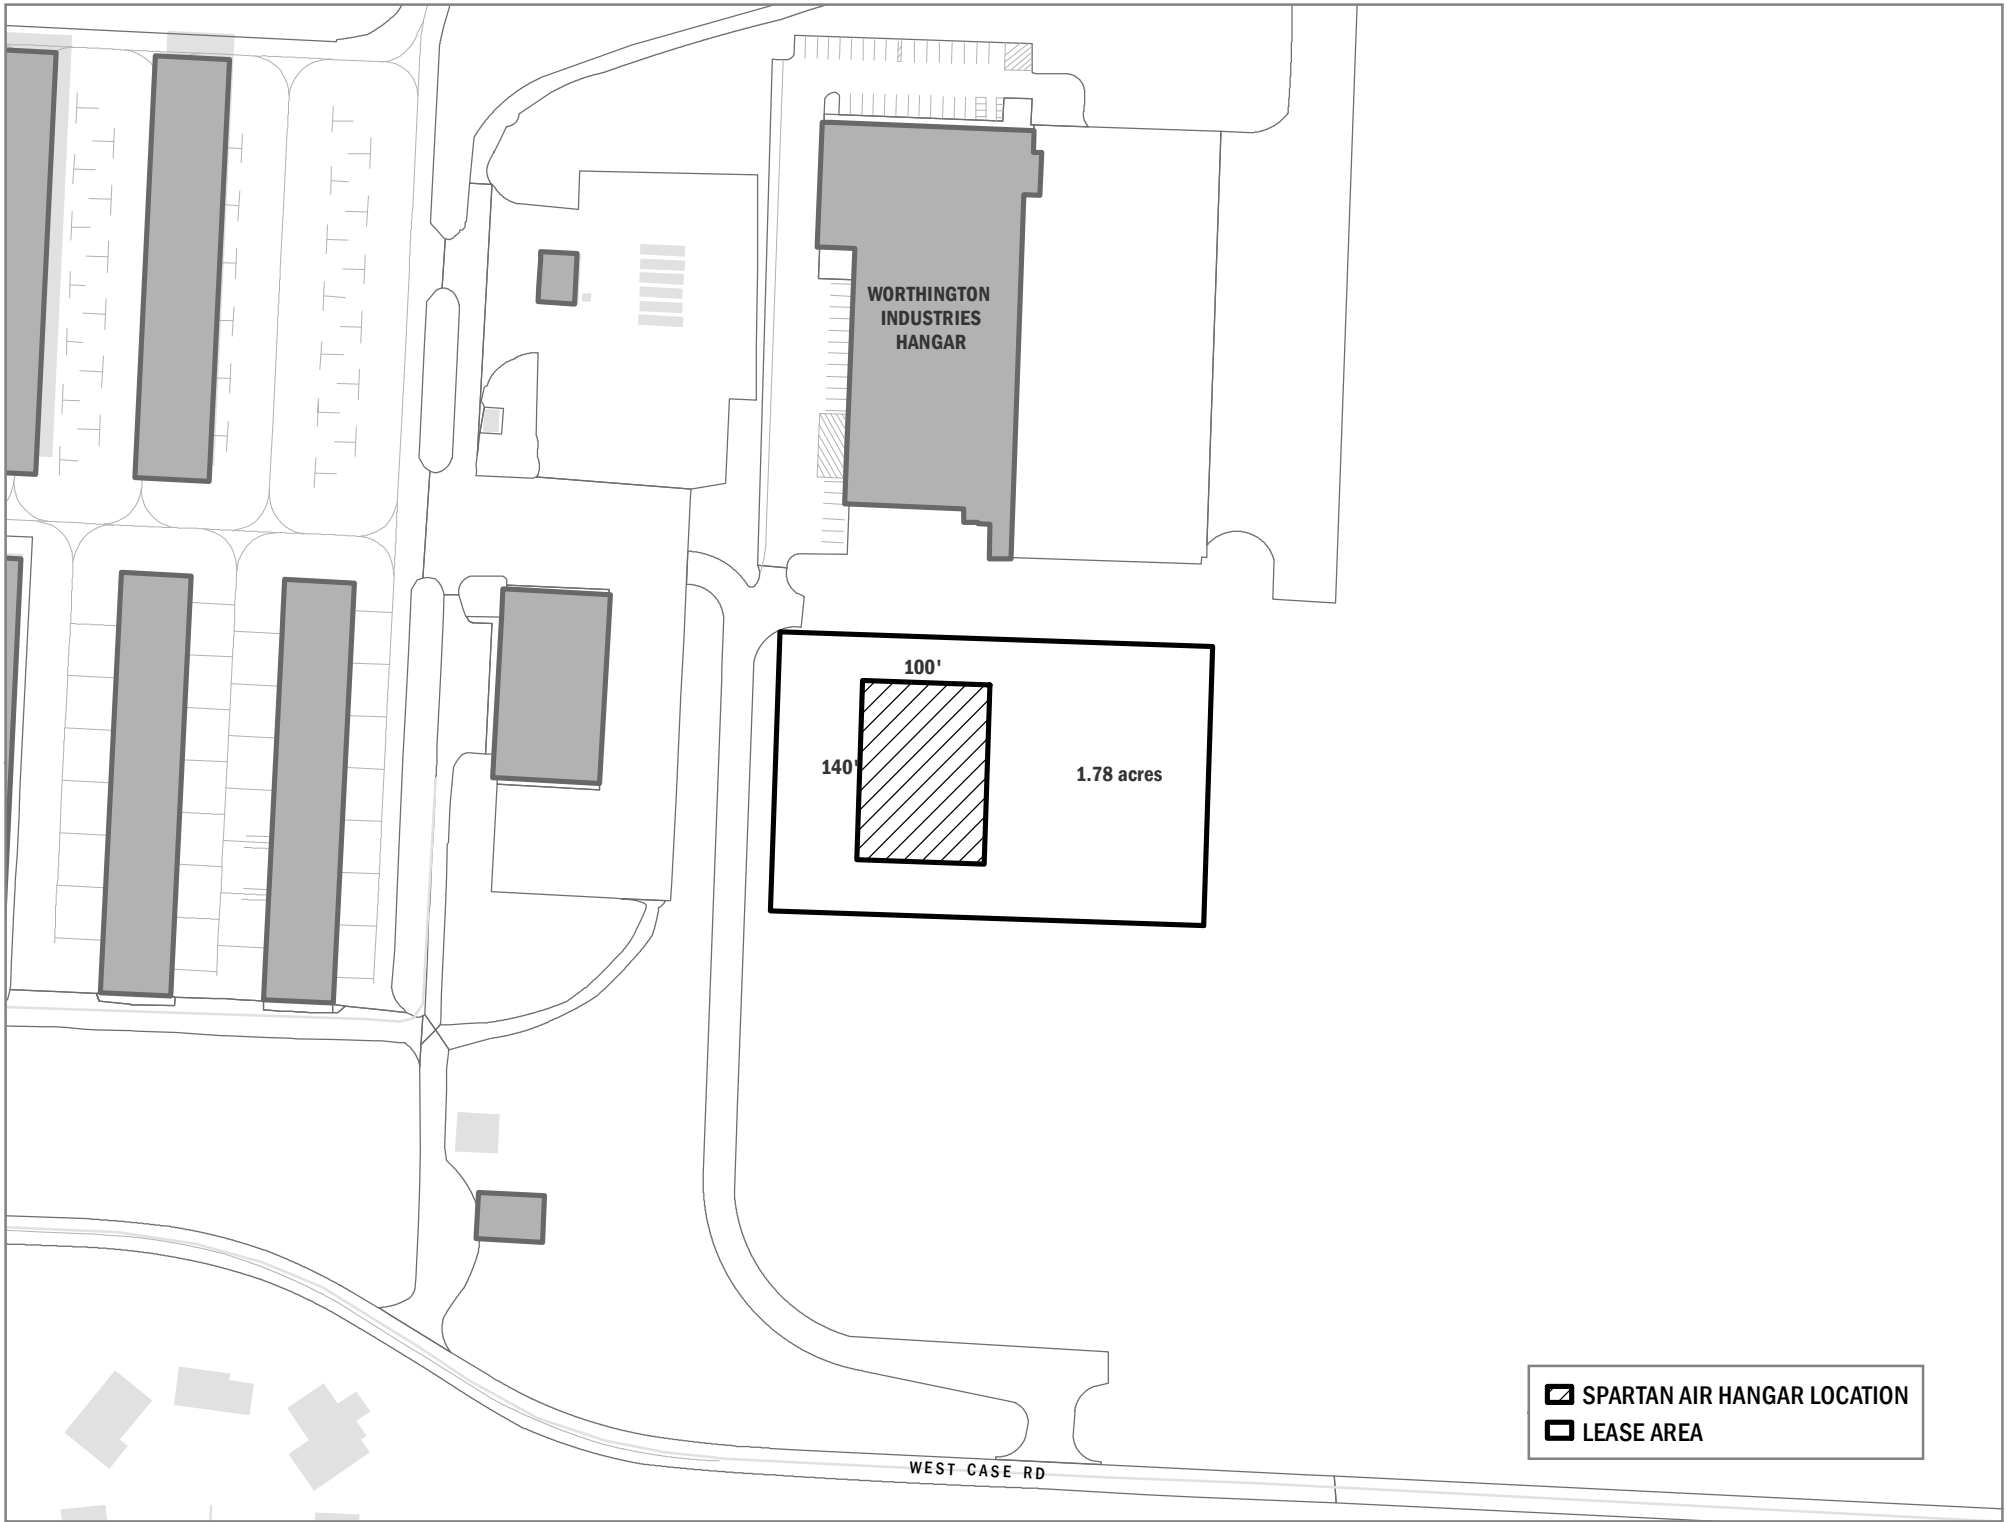 WORTHINGTON
INDUSTRIES
HANGAR
100'
140'
1.78 acres
SPARTAN AIR HANGAR LOCATION
LEASE AREA
WEST CASE RD